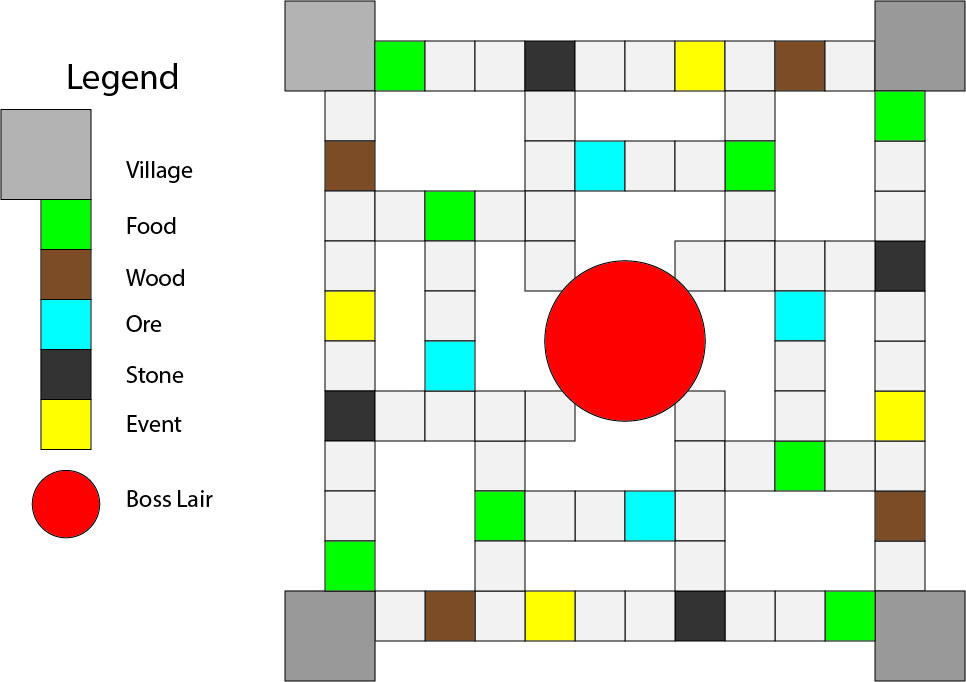 Legend
Village
Food
Wood
Ore
Stone
Event
Boss Lair